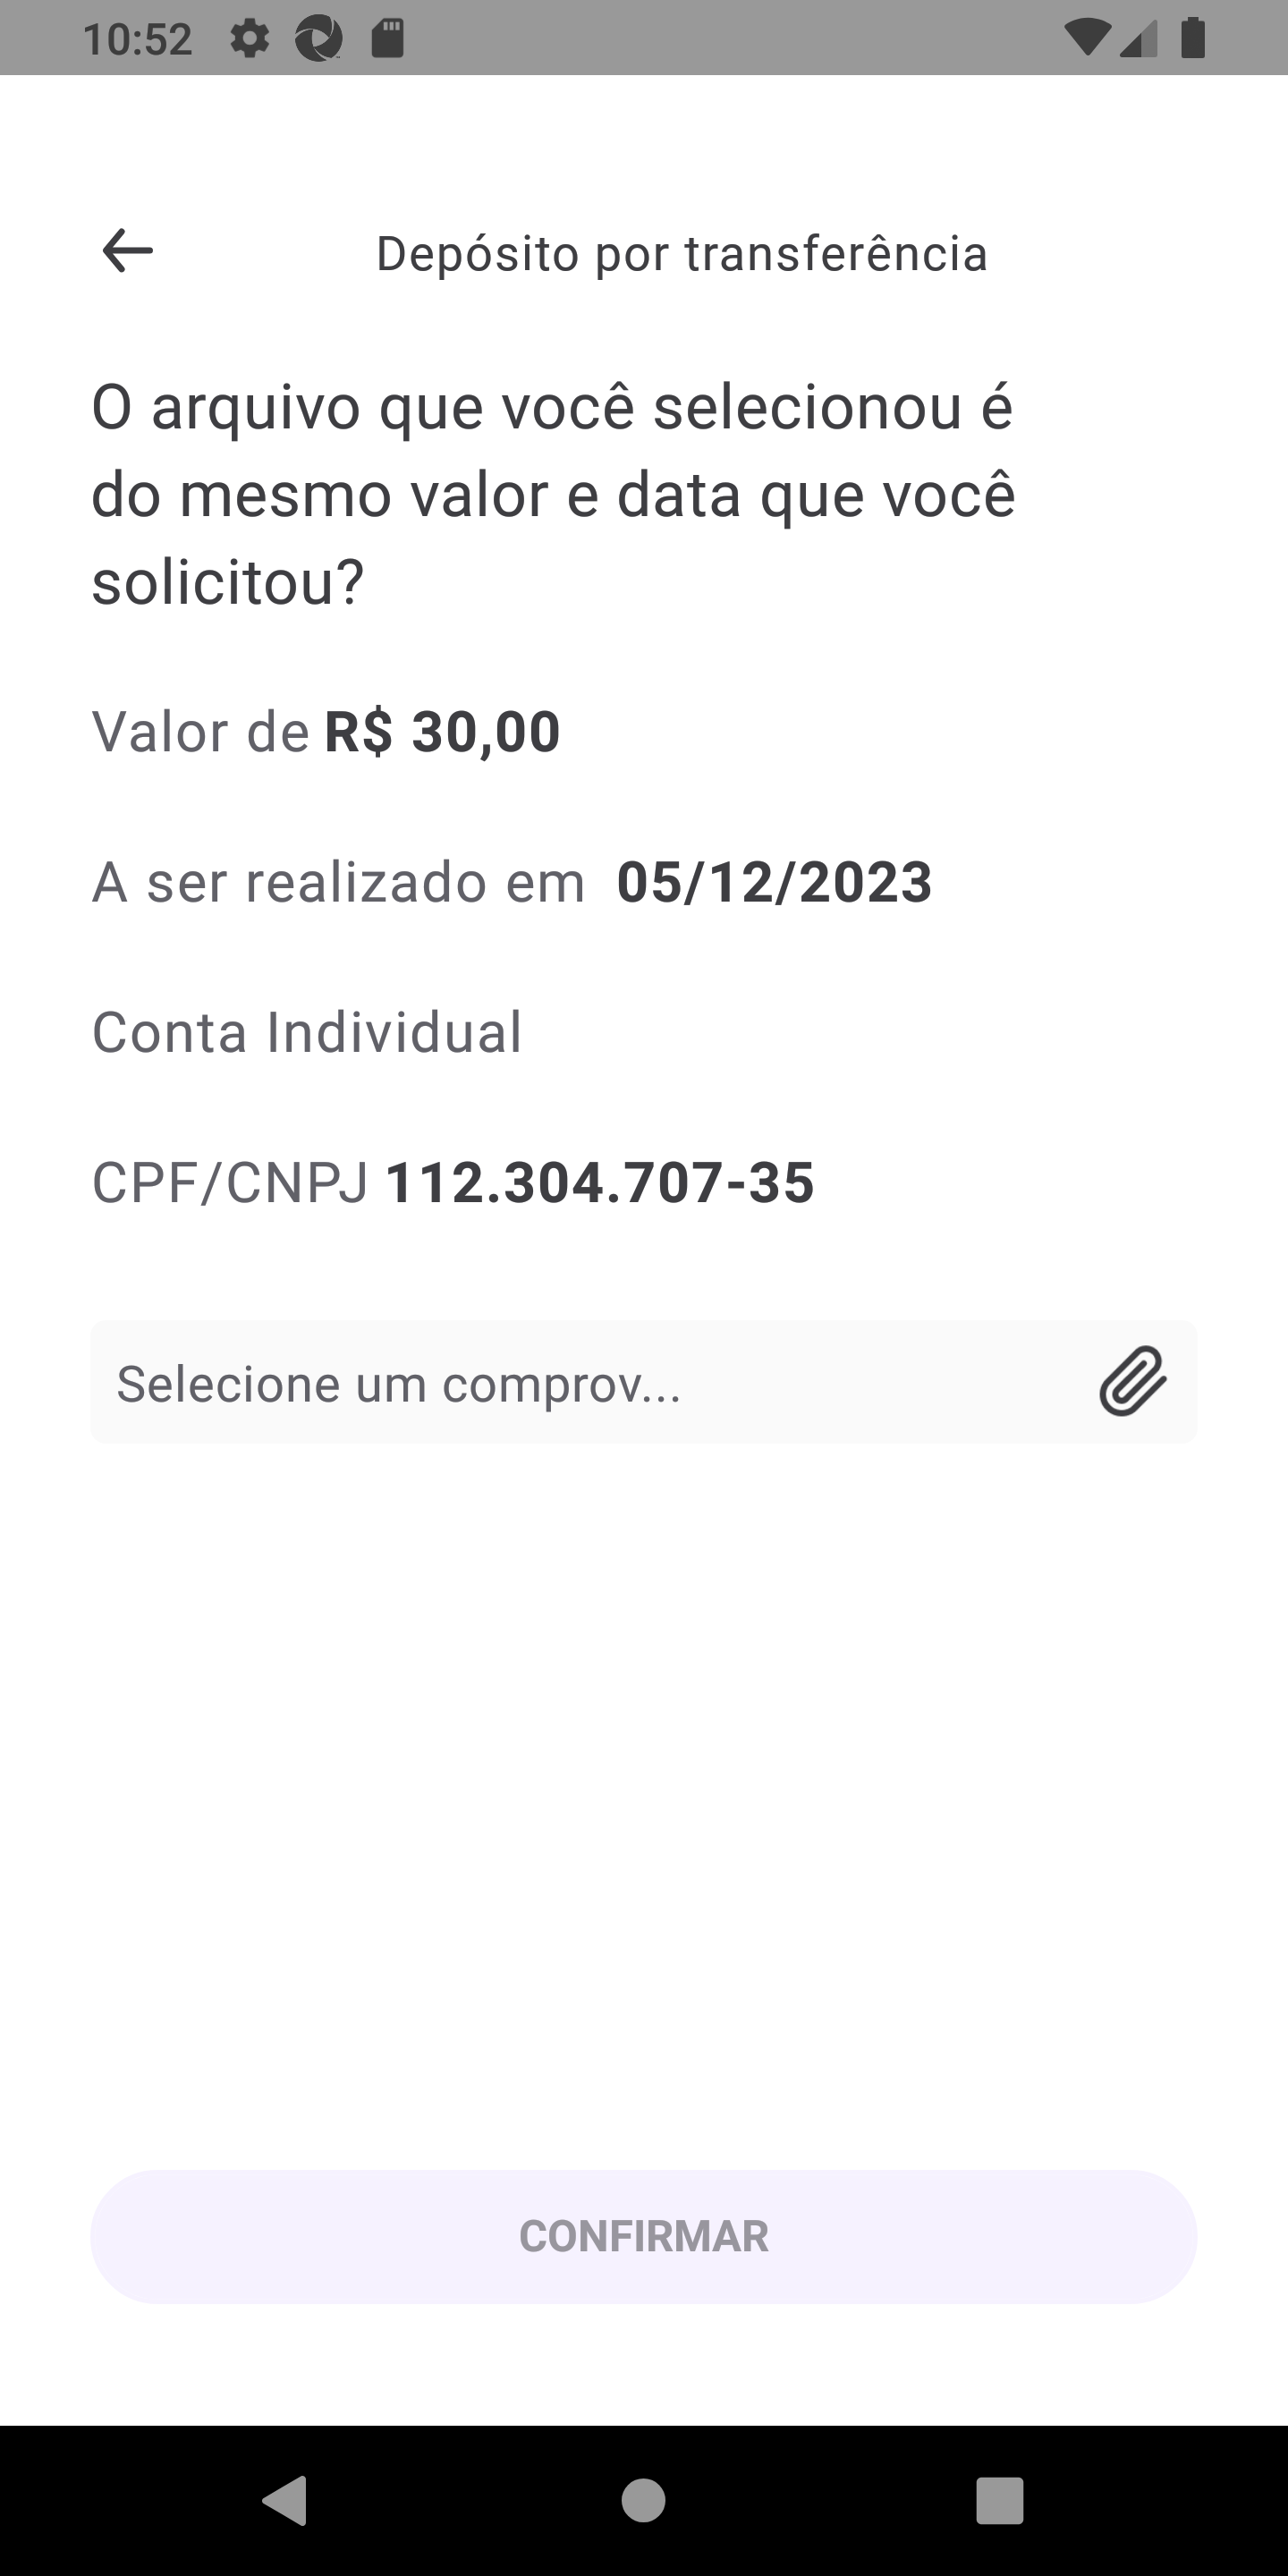 10:52
Depósito por transferência
O arquivo que você selecionou é
do mesmo valor e data que você
solicitou?
Valor de R$ 30,00
A ser realizado em 05/12/2023
Conta Individual
CPF/CNPJ 112.304.707-35
Selecione um comprov...
CONFIRMAR